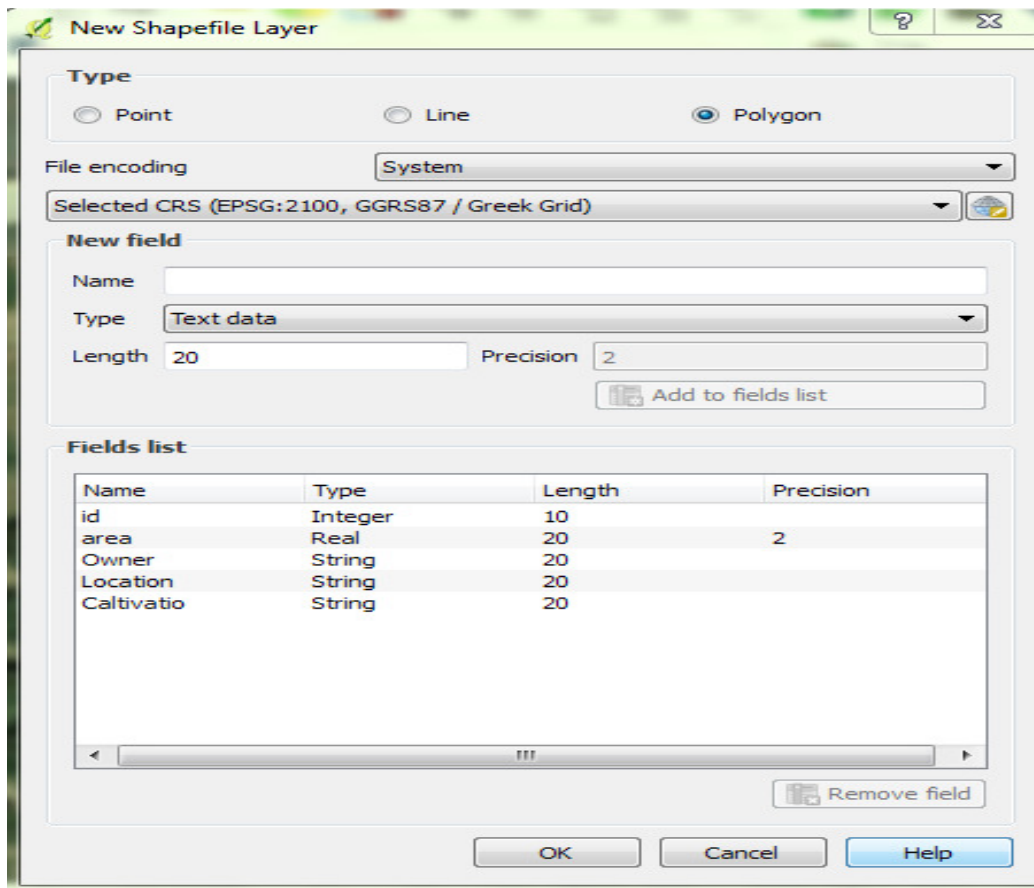 New Shapefile Layer
Type
Point Line Polygon
File encoding System
Selected CRS (EPSG:2100, GGRS87 / Greek Grid)
New field
Name
Type Text data
Length 20 Precision 2
Add to fields list
Fields list
Name Type Length Precision
id Integer 10
area Real 20 2
Owner String 20
Location String 20
Caltivatio String 20
Remove field
OK Cancel Help